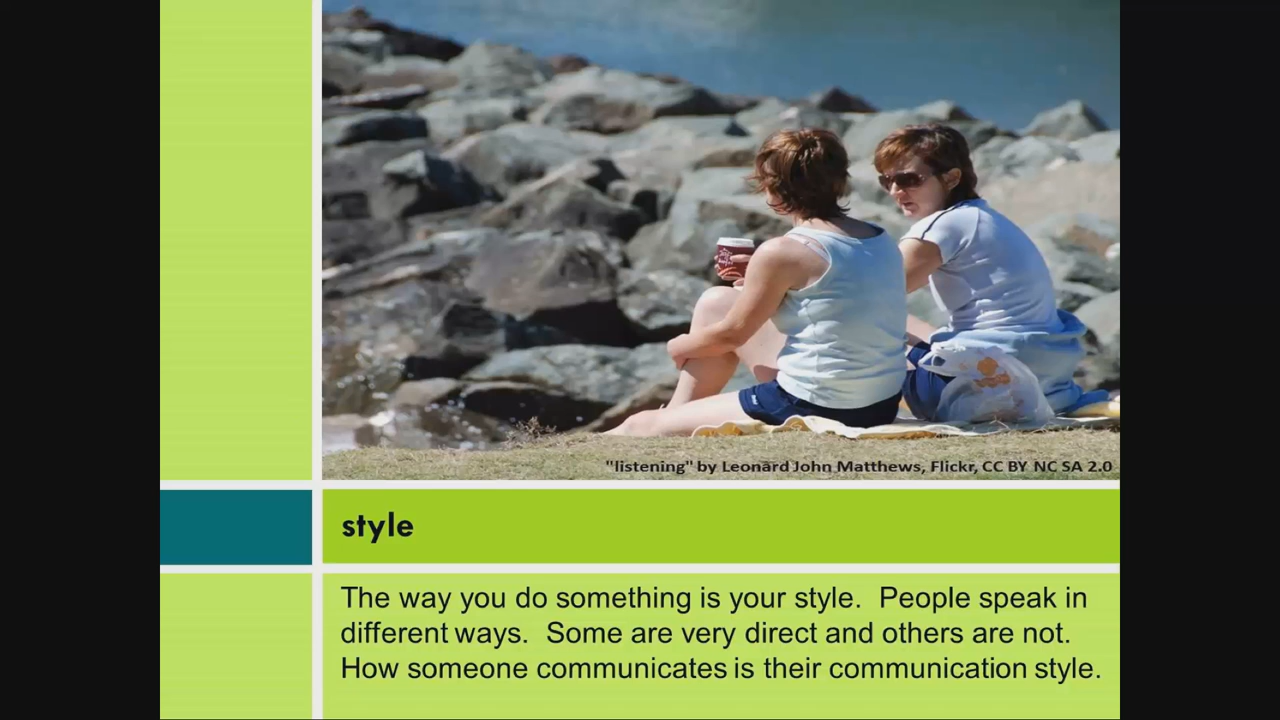 "listening" by Leonard John Matthews, Flickr, CC BY NC SA 2.0
style
The way you do something is your style.  People speak in
different ways.  Some are very direct and others are not.
How someone communicates is their communication style.